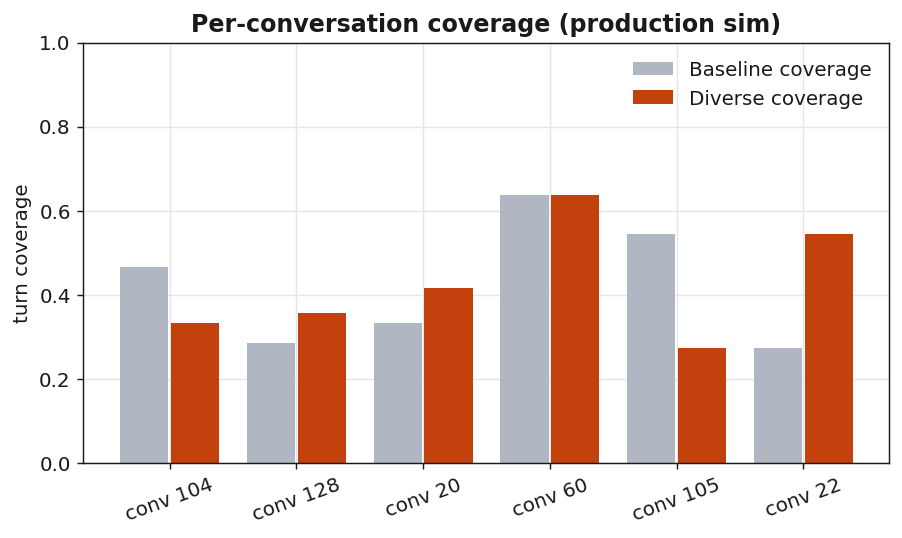 Per-conversation coverage (production sim)
Baseline coverage
Diverse coverage
turn coverage
1.0
0.8
0.6
0.4
0.2
0.0
conv 104
conv 128
conv 20
conv 60
conv 105
conv 22